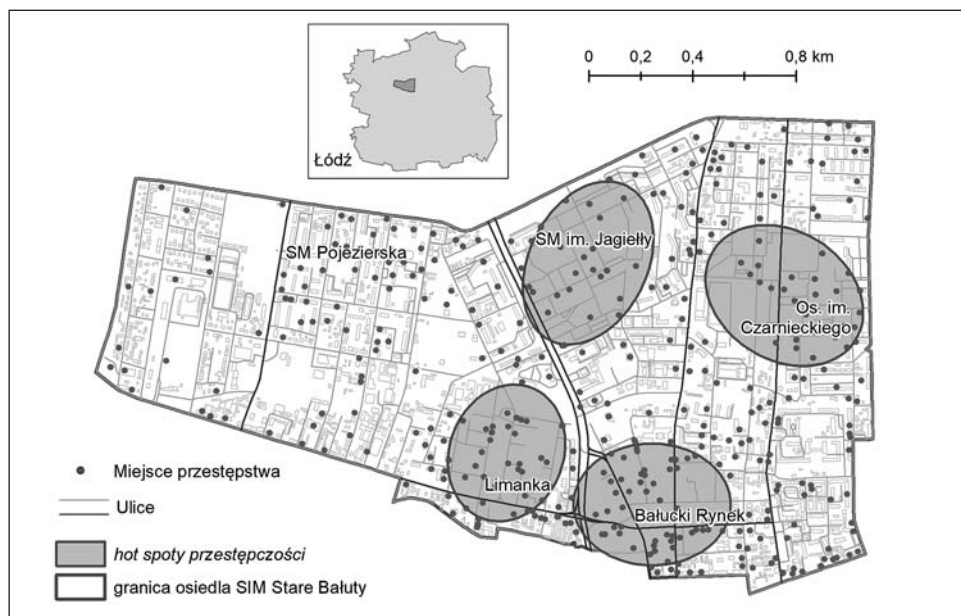 0 0,2 0,4 0,8 km
Łódź
SM Pojezierska
SM im. Jagiełły
Os. im.
Czarnieckiego
Limanka
Bałucki Rynek
Miejsce przestępstwa
Ulice
hot spoty przestępczości
granica osiedla SIM Stare Bałuty